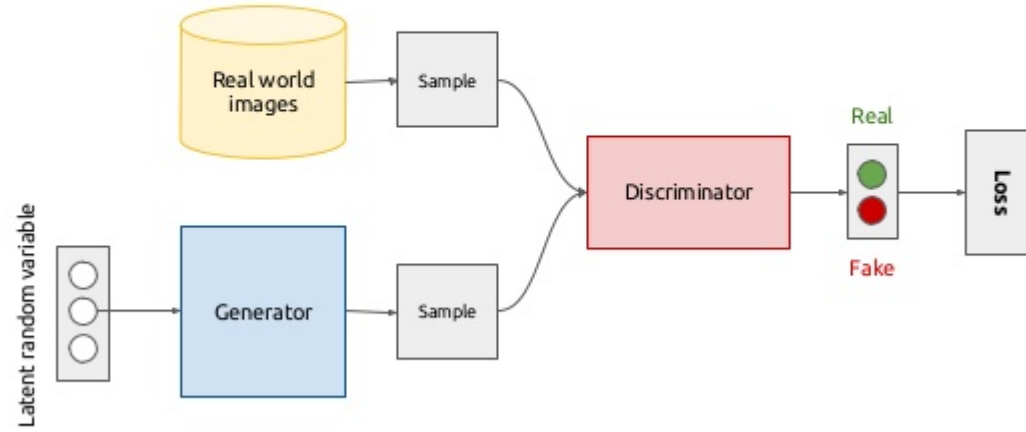 Real world
images
Sample
Real
Discriminator
Loss
Fake
Latent random variable
Generator
Sample